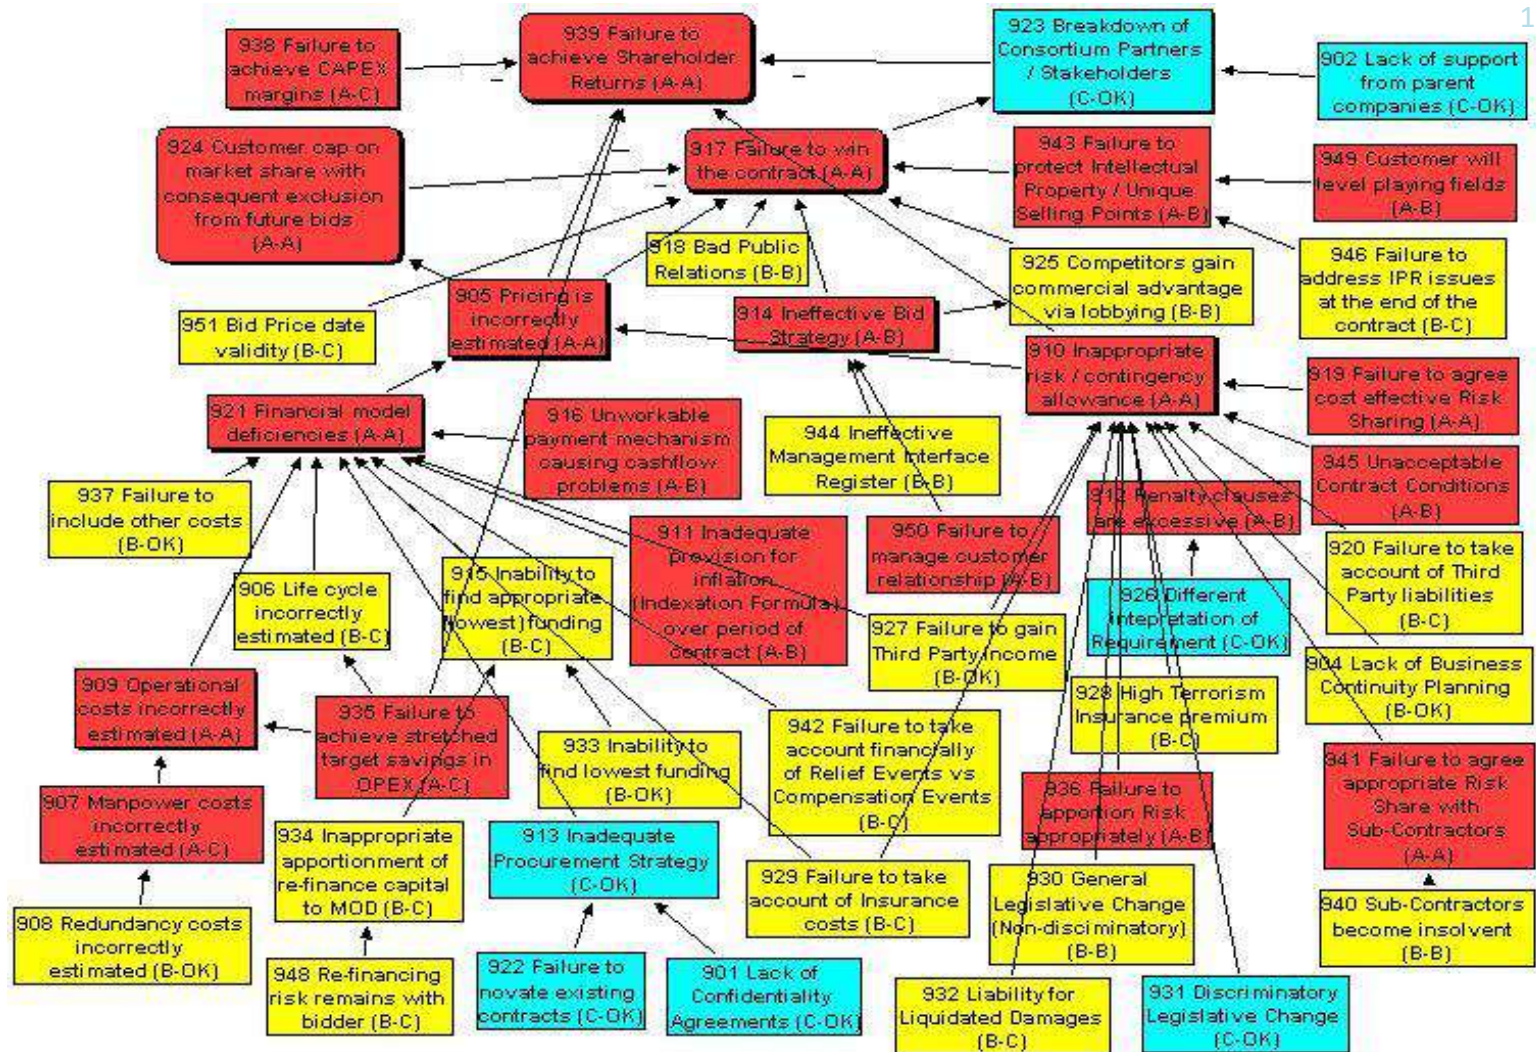 1
938 Failure to
achieve CAPEX
margins (A-C)
939 Failure to
achieve Shareholder
Returns (A-A)
923 Breakdown of
Consortium Partners
/ Stakeholders
(C-OK)
902 Lack of support
from parent
companies (C-OK)
924 Customer cap on
market share with
consequent exclusion
from future bids
(A-A)
917 Failure to win
the contract (A-A)
943 Failure to
protect Intellectual
Property / Unique
Selling Points (A-B)
949 Customer will
level playing fields
(A-B)
918 Bad Public
Relations (B-B)
925 Competitors gain
commercial advantage
via lobbying (B-B)
946 Failure to
address IPR issues
at the end of the
contract (B-C)
951 Bid Price date
validity (B-C)
905 Pricing is
incorrectly
estimated (A-A)
914 Ineffective Bid
Strategy (A-B)
910 Inappropriate
risk / contingency
allowance (A-A)
919 Failure to agree
cost effective Risk
Sharing (A-A)
921 Financial model
deficiencies (A-A)
916 Unworkable
payment mechanism
causing cashflow
problems (A-B)
944 Ineffective
Management Interface
Register (B-B)
945 Unacceptable
Contract Conditions
(A-B)
937 Failure to
include other costs
(B-OK)
912 Penalty clauses
are excessive (A-B)
911 Inadequate
provision for
inflation
(Indexation Formula)
over period of
contract (A-B)
950 Failure to
manage customer
relationship (A-B)
920 Failure to take
account of Third
Party liabilities
(B-C)
906 Life cycle
incorrectly
estimated (B-C)
915 Inability to
find appropriate
(lowest) funding
(B-C)
926 Different
intepretation of
Requirement (C-OK)
927 Failure to gain
Third Party income
(B-OK)
904 Lack of Business
Continuity Planning
(B-OK)
909 Operational
costs incorrectly
estimated (A-A)
935 Failure to
achieve stretched
target savings in
OPEX (A-C)
928 High Terrorism
Insurance premium
(B-C)
933 Inability to
find lowest funding
(B-OK)
942 Failure to take
account financially
of Relief Events vs
Compensation Events
(B-C)
941 Failure to agree
appropriate Risk
Share with
Sub-Contractors
(A-A)
907 Manpower costs
incorrectly
estimated (A-C)
936 Failure to
apportion Risk
appropriately (A-B)
934 Inappropriate
apportionment of
re-finance capital
to MOD (B-C)
913 Inadequate
Procurement Strategy
(C-OK)
929 Failure to take
account of Insurance
costs (B-C)
930 General
Legislative Change
(Non-disciminatory)
(B-B)
940 Sub-Contractors
become insolvent
(B-B)
908 Redundancy costs
incorrectly
estimated (B-OK)
948 Re-financing
risk remains with
bidder (B-C)
922 Failure to
novate existing
contracts (C-OK)
901 Lack of
Confidentiality
Agreements (C-OK)
932 Liability for
Liquidated Damages
(B-C)
931 Discriminatory
Legislative Change
(C-OK)